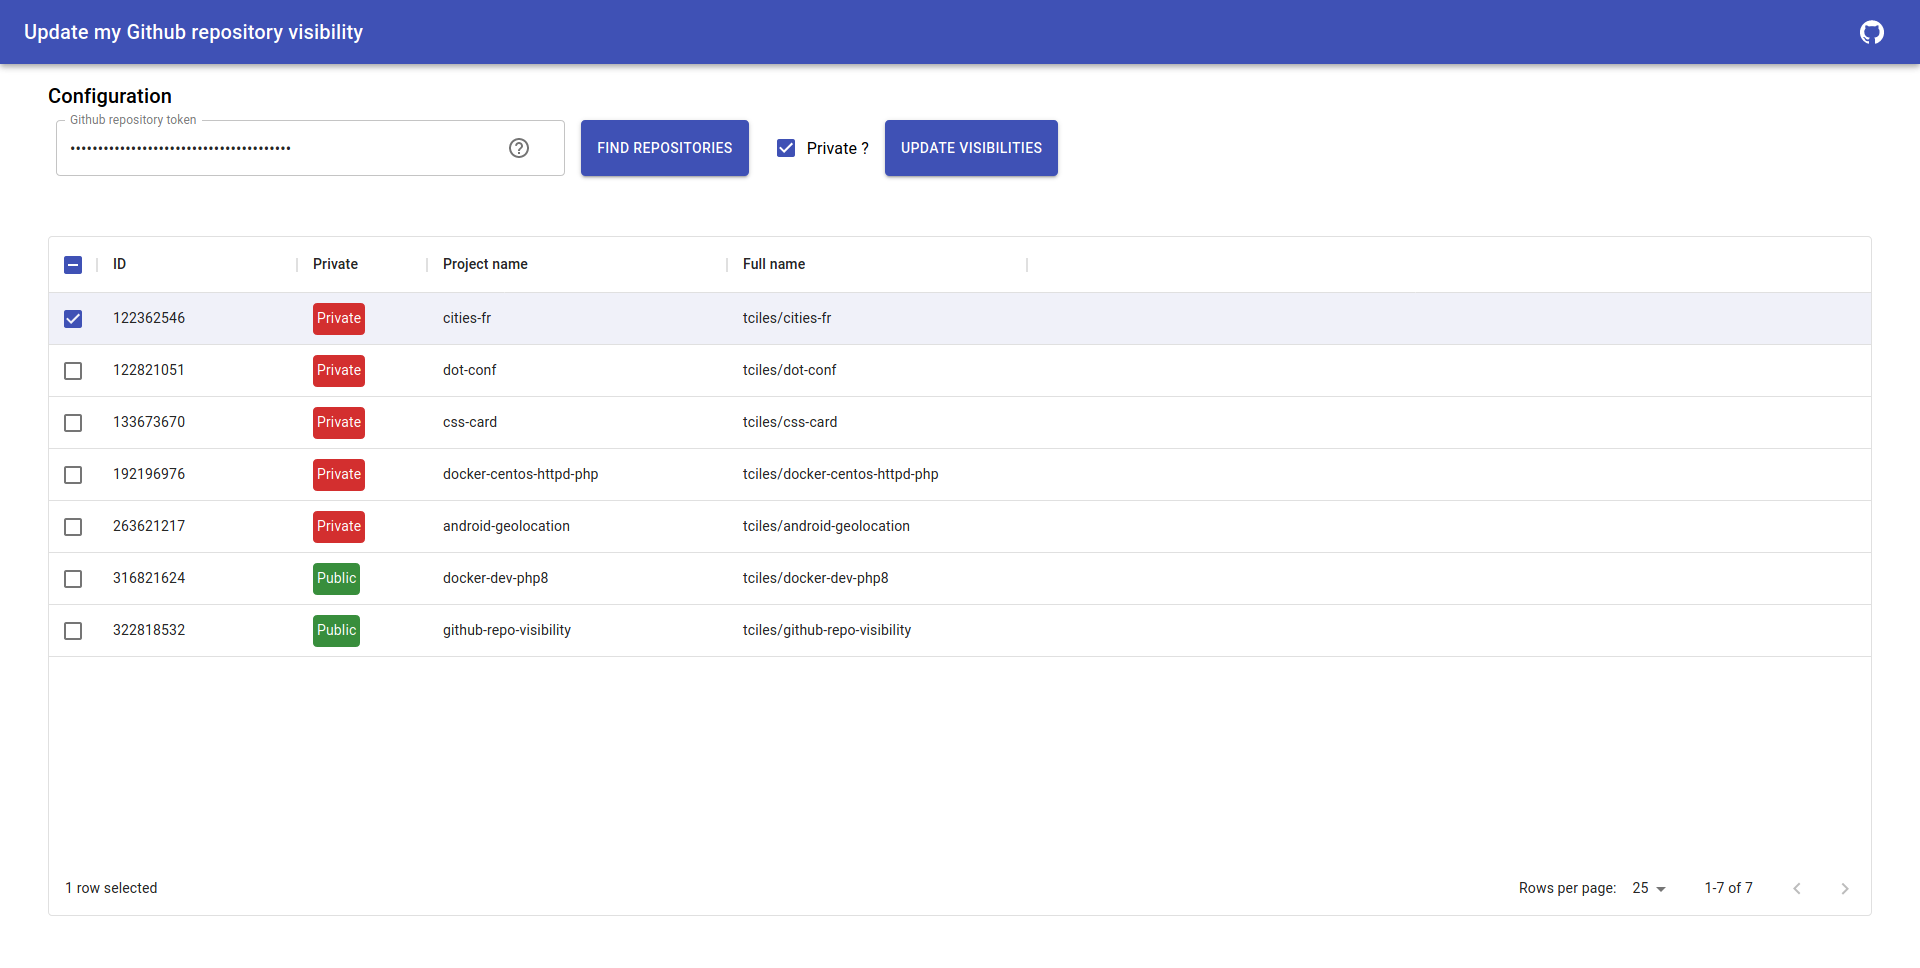 Update my Github repository visibility
Configuration
Github repository token
••••••••••••••••••••••••••••••••••••••••
FIND REPOSITORIES
Private ?
UPDATE VISIBILITIES
ID Private Project name Full name
122362546 Private cities-fr tciles/cities-fr
122821051 Private dot-conf tciles/dot-conf
133673670 Private css-card tciles/css-card
192196976 Private docker-centos-httpd-php tciles/docker-centos-httpd-php
263621217 Private android-geolocation tciles/android-geolocation
316821624 Public docker-dev-php8 tciles/docker-dev-php8
322818532 Public github-repo-visibility tciles/github-repo-visibility
1 row selected
Rows per page: 25 1-7 of 7